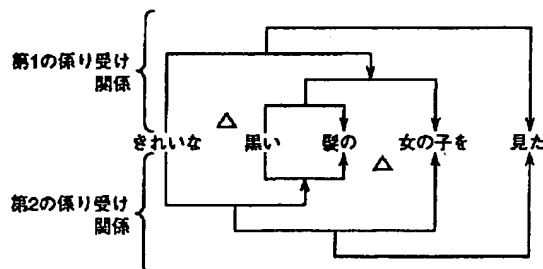 第1の係り受け
関係
きれいな 黒い 髪の 女の子を 見た
第2の係り受け
関係